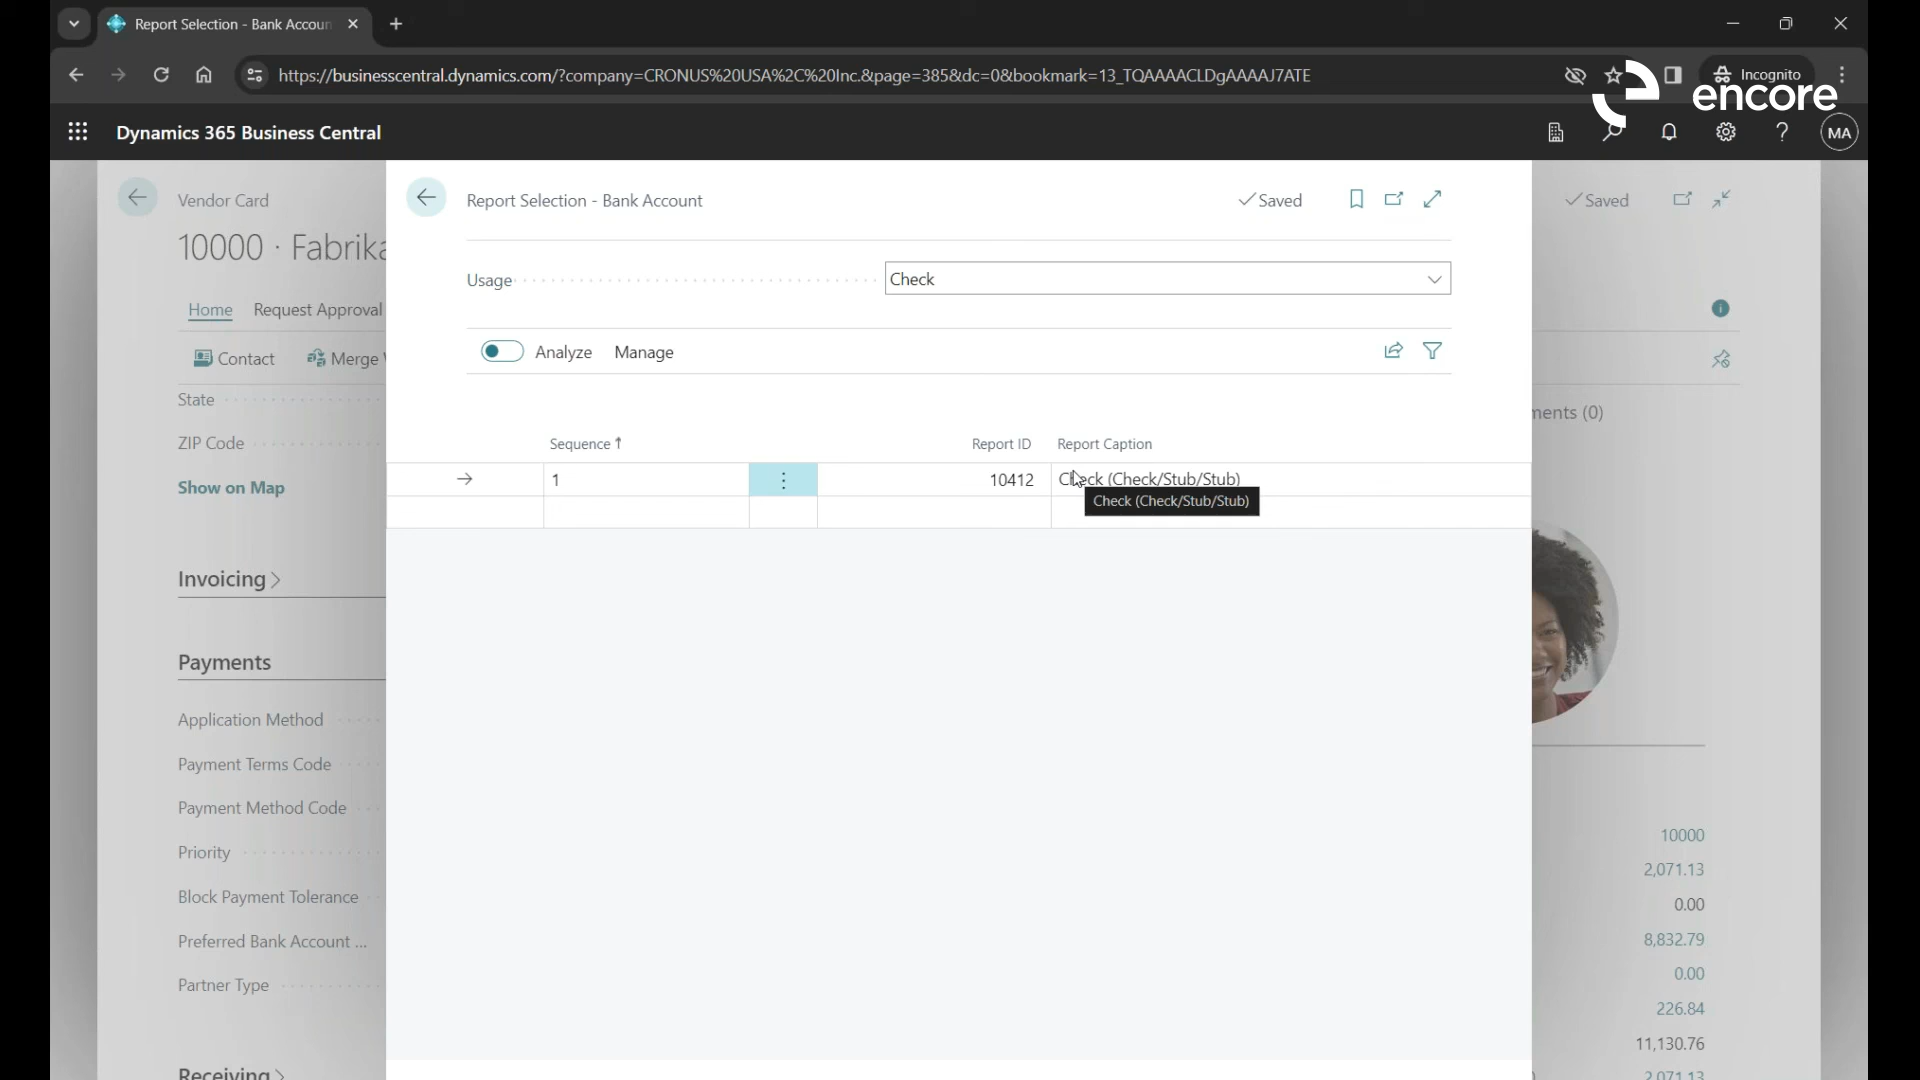 Report Selection - Bank Accoun
https://businesscentral.dynamics.com/?company=CRONUS%20USA%2C%20Inc.&page=385&dc=0&bookmark=13_TQAAAACLDgAAAAJ7ATE
Incognito
encore
Dynamics 365 Business Central
MA
Vendor Card
Report Selection - Bank Account
Saved
Saved
10000 · Fabrika
Usage
Check
Home
Request Approval
Analyze
Manage
Contact
Merge
State
ments (0)
ZIP Code
Sequence ↑
Report ID
Report Caption
1
10412
Check (Check/Stub/Stub)
Check (Check/Stub/Stub)
Show on Map
Invoicing
Payments
Application Method
Payment Terms Code
Payment Method Code
Priority
Block Payment Tolerance
Preferred Bank Account ...
Partner Type
Receiving
10000
2,071.13
0.00
8,832.79
0.00
226.84
11,130.76
2,071.13